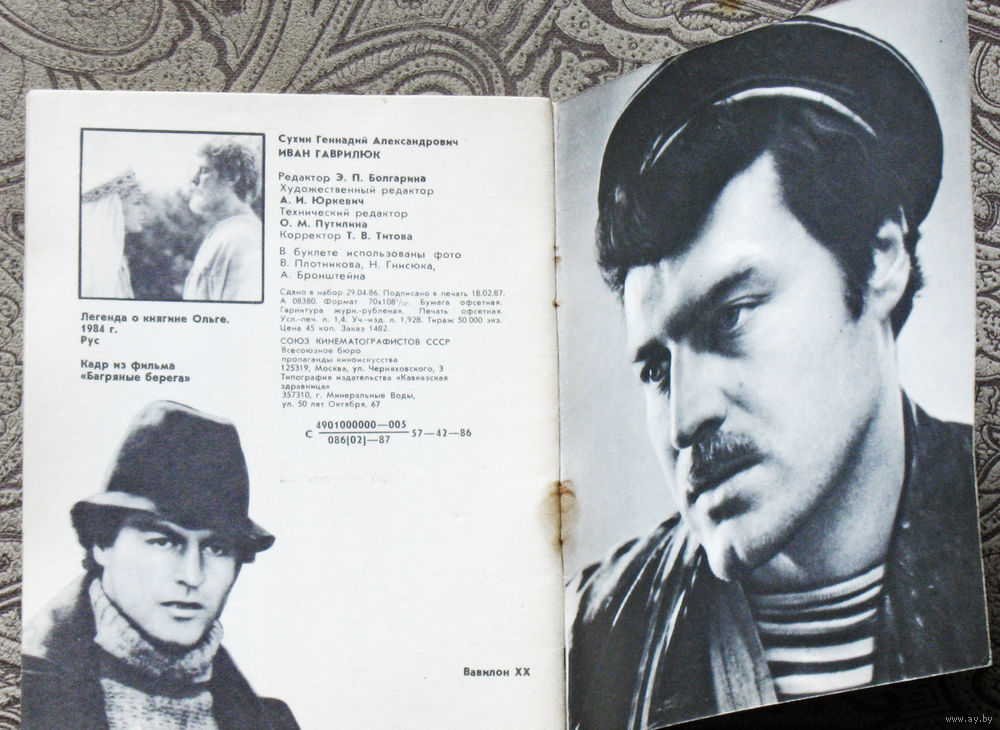 Сухин Геннадий Александрович
ИВАН ГАВРИЛЮК
Редактор Э. П. Болгарина
Художественный редактор
А. И. Юркевич
Технический редактор
О. М. Путилина
Корректор Т. В. Титова
В буклете использованы фото
В. Плотникова, Н. Гнисюка,
А. Бронштейна
Сдано в набор 29.04.86. Подписано в печать 18.02.87.
А 08380. Формат 70х108¹/₃₂. Бумага офсетная.
Гарнитура журн.-рубленая. Печать офсетная.
Усл.-печ. л. 1,4. Уч.-изд. л. 1,928. Тираж 50 000 экз.
Цена 45 коп. Заказ 1482.
СОЮЗ КИНЕМАТОГРАФИСТОВ СССР
Всесоюзное бюро
пропаганды киноискусства
125319, Москва, ул. Черняховского, 3
Типография издательства «Кавказская
здравница»
357310, г. Минеральные Воды,
ул. 50 лет Октября, 67
С 4901000000—005
086(02)—87 57—42—86
Легенда о княгине Ольге.
1984 г.
Рус
Кадр из фильма
«Багряные берега»
Вавилон XX
www.ay.by